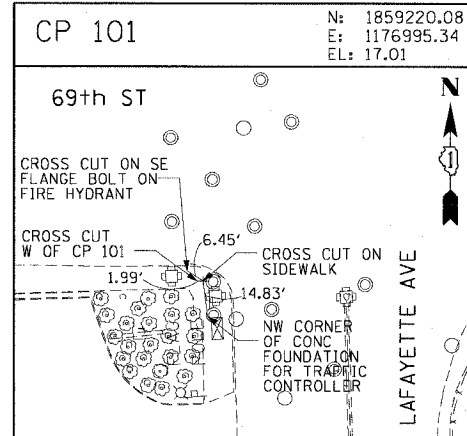 CP 101
N: 1859220.08
E: 1176995.34
EL: 17.01
69th ST
N
1
CROSS CUT ON SE
FLANGE BOLT ON
FIRE HYDRANT
CROSS CUT
W OF CP 101
6.45'
CROSS CUT ON
SIDEWALK
1.99'
14.83'
NW CORNER
OF CONC
FOUNDATION
FOR TRAFFIC
CONTROLLER
LAFAYETTE AVE